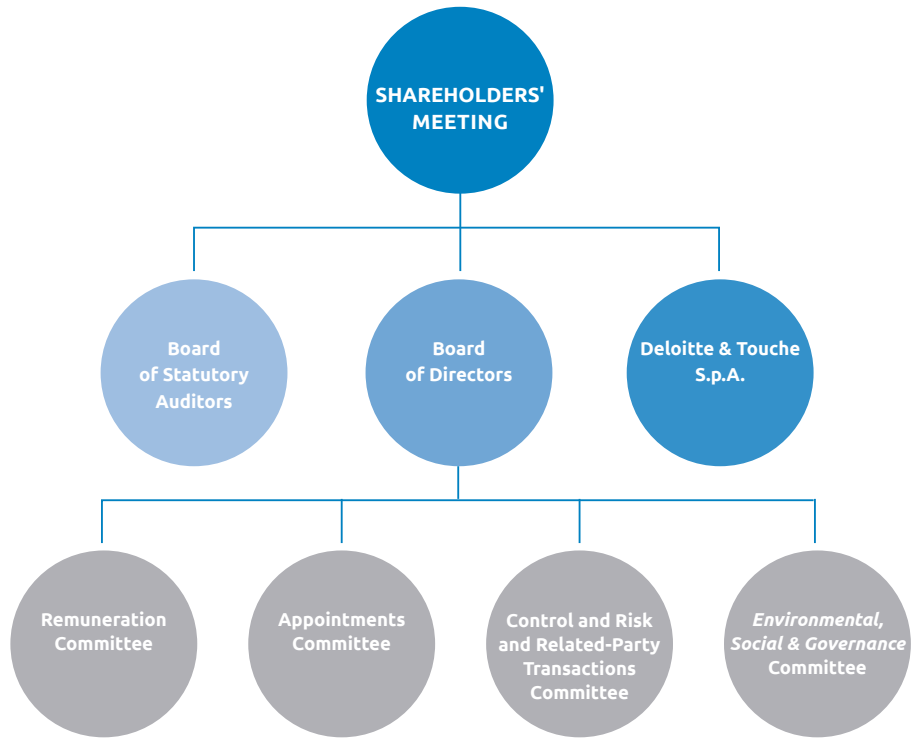 SHAREHOLDERS'
MEETING
Board
of Statutory
Auditors
Board
of Directors
Deloitte & Touche
S.p.A.
Remuneration
Committee
Appointments
Committee
Control and Risk
and Related-Party
Transactions
Committee
Environmental,
Social & Governance
Committee